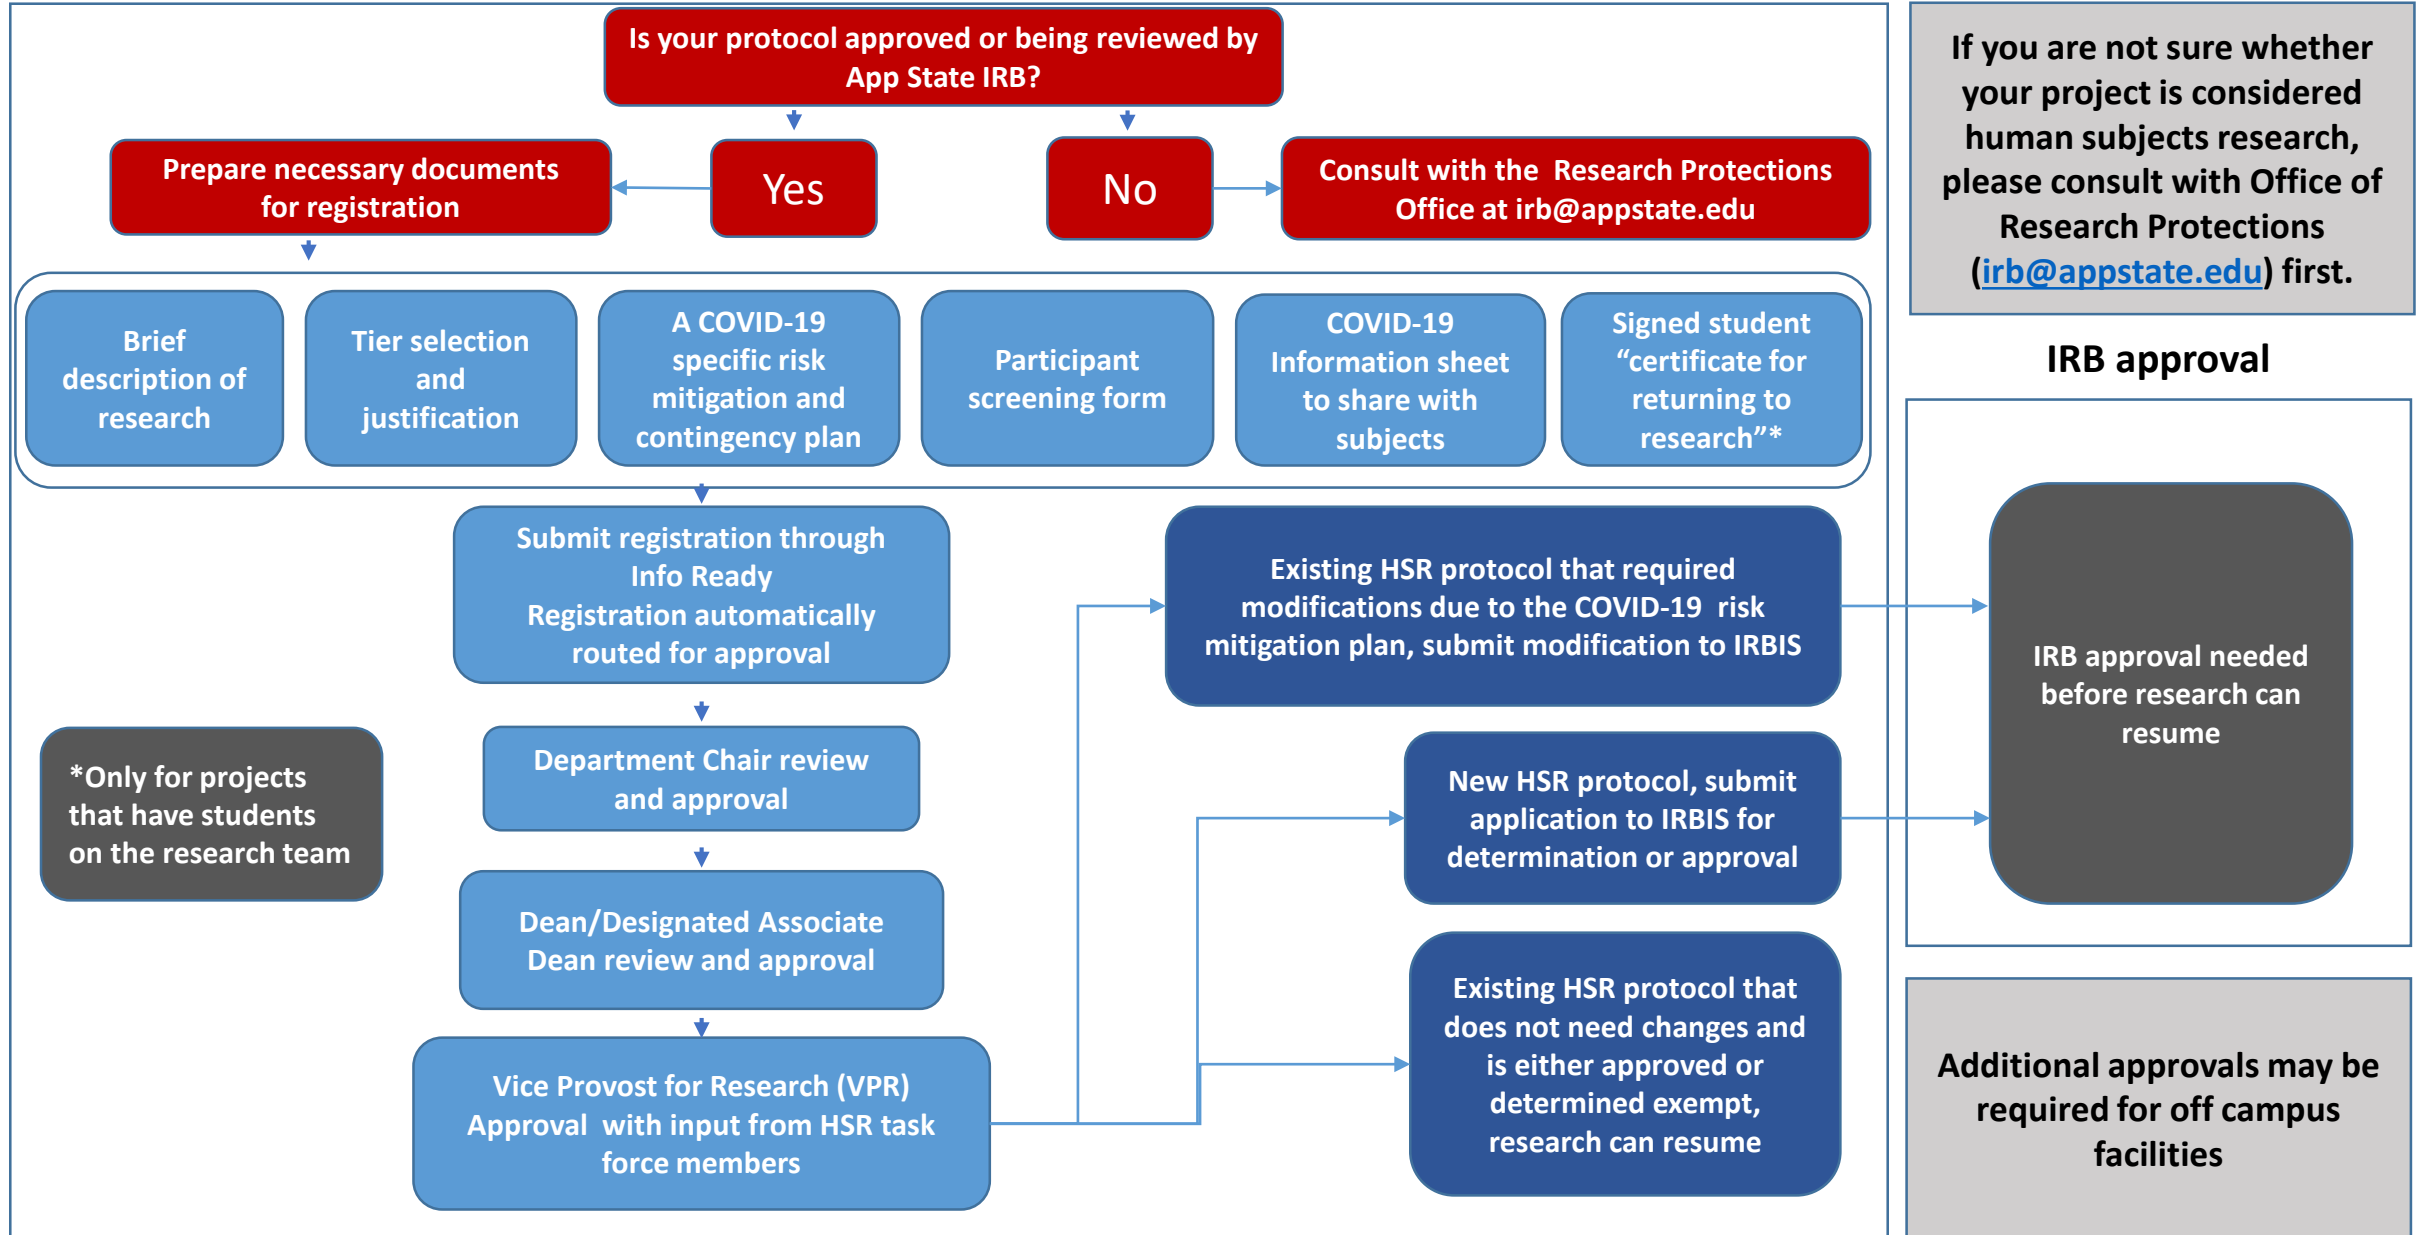 Is your protocol approved or being reviewed by
App State IRB?
If you are not sure whether
your project is considered
human subjects research,
please consult with Office of
Research Protections
(irb@appstate.edu) first.
Prepare necessary documents
for registration
Yes
No
Consult with the  Research Protections
Office at irb@appstate.edu
Brief
description of
research
Tier selection
and
justification
A COVID-19
specific risk
mitigation and
contingency plan
Participant
screening form
COVID-19
Information sheet
to share with
subjects
Signed student
“certificate for
returning to
research”*
IRB approval
Submit registration through
Info Ready
Registration automatically
routed for approval
Existing HSR protocol that required
modifications due to the COVID-19  risk
mitigation plan, submit modification to IRBIS
IRB approval needed
before research can
resume
*Only for projects
that have students
on the research team
Department Chair review
and approval
New HSR protocol, submit
application to IRBIS for
determination or approval
Dean/Designated Associate
Dean review and approval
Existing HSR protocol that
does not need changes and
is either approved or
determined exempt,
research can resume
Vice Provost for Research (VPR)
Approval  with input from HSR task
force members
Additional approvals may be
required for off campus
facilities